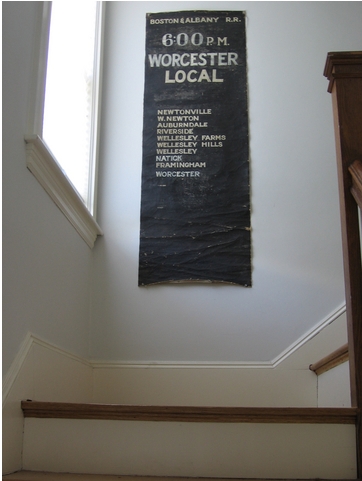 BOSTON & ALBANY R.R.
6:00 P.M.
WORCESTER
LOCAL
NEWTONVILLE
W. NEWTON
AUBURNDALE
RIVERSIDE
WELLESLEY FARMS
WELLESLEY HILLS
WELLESLEY
NATICK
FRAMINGHAM
WORCESTER